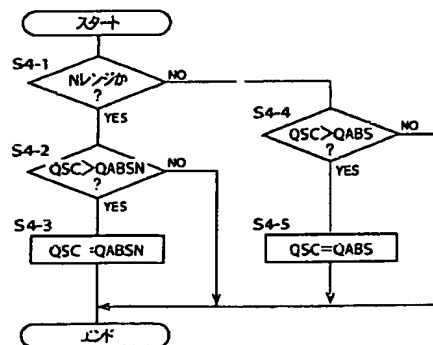 スタート
S4-1
Nレンジか
?
NO
YES
S4-2
QSC>QABSN
?
NO
YES
S4-3
QSC=QABSN
S4-4
QSC>QABS
?
NO
YES
S4-5
QSC=QABS
エンド